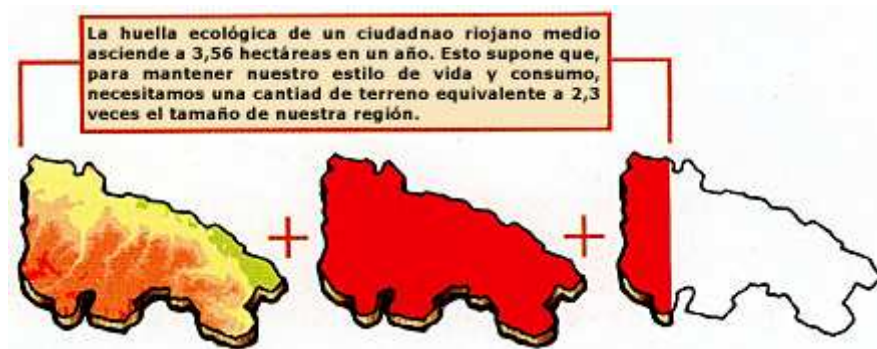 La huella ecológica de un ciudadnao riojano medio
asciende a 3,56 hectáreas en un año. Esto supone que,
para mantener nuestro estilo de vida y consumo,
necesitamos una cantiad de terreno equivalente a 2,3
veces el tamaño de nuestra región.